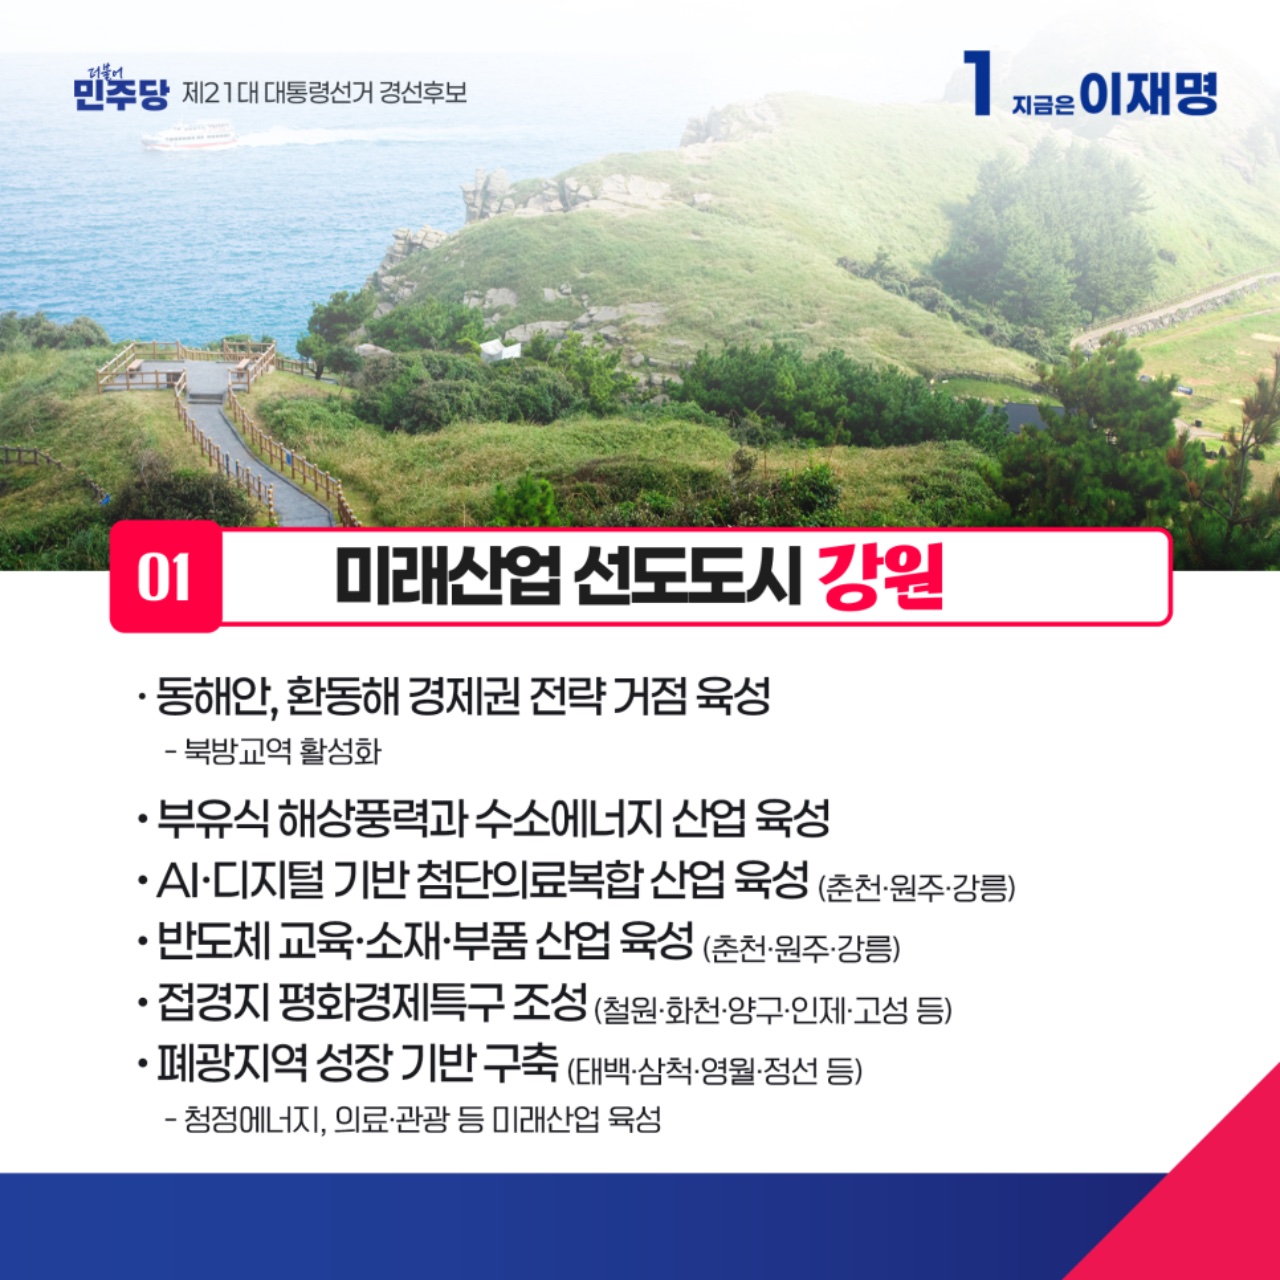 더불어
민주당 제21대 대통령선거 경선후보
1 지금은 이재명
01 미래산업 선도도시 강원
· 동해안, 환동해 경제권 전략 거점 육성
- 북방교역 활성화
· 부유식 해상풍력과 수소에너지 산업 육성
· AI·디지털 기반 첨단의료복합 산업 육성 (춘천·원주·강릉)
· 반도체 교육·소재·부품 산업 육성 (춘천·원주·강릉)
· 접경지 평화경제특구 조성 (철원·화천·양구·인제·고성 등)
· 폐광지역 성장 기반 구축 (태백·삼척·영월·정선 등)
- 청정에너지, 의료·관광 등 미래산업 육성